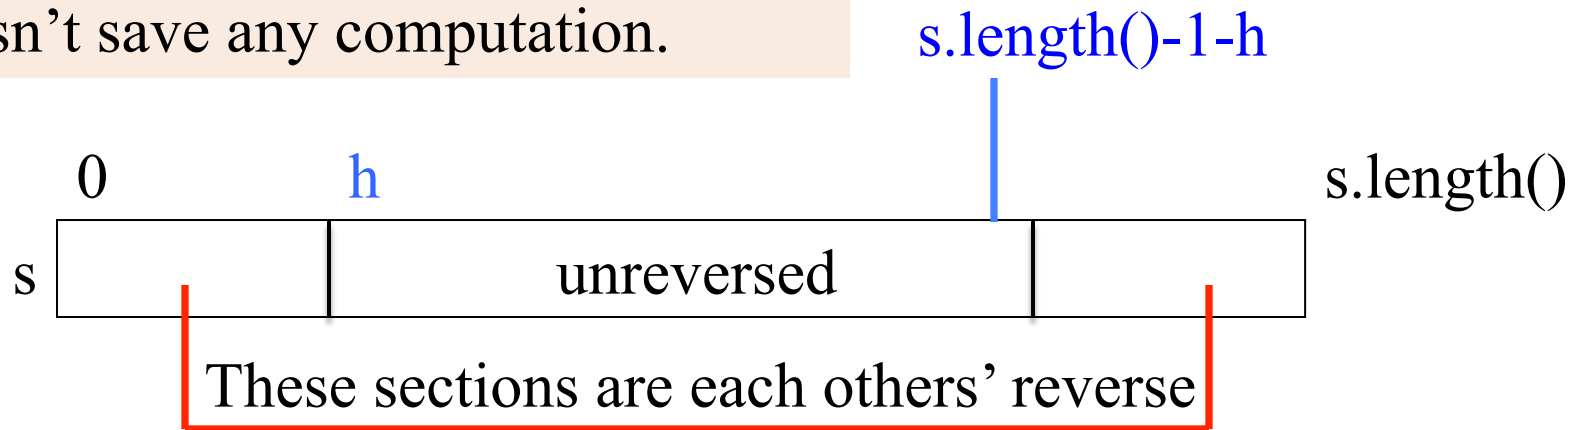 sn’t save any computation.
s.length()-1-h
0 h s.length()
s unreversed
These sections are each others’ reverse